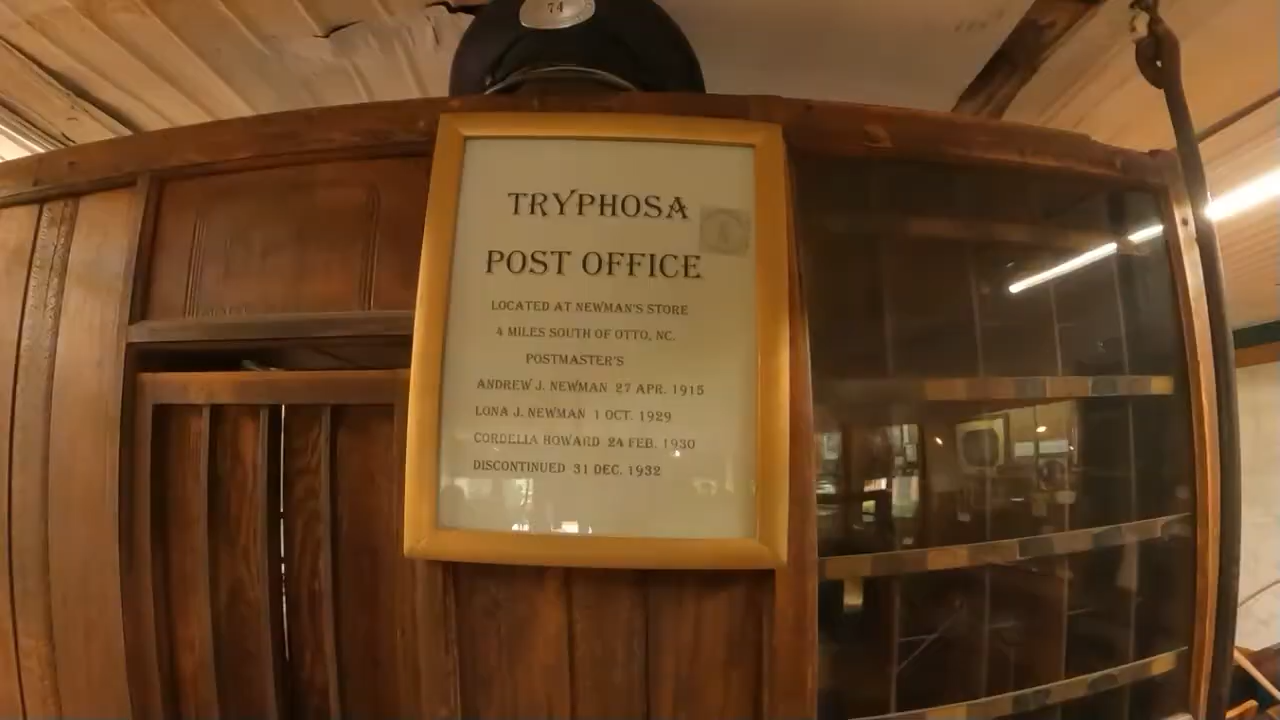 74
TRYPHOSA
POST OFFICE
LOCATED AT NEWMAN'S STORE
4 MILES SOUTH OF OTTO, NC.
POSTMASTER'S
ANDREW J. NEWMAN 27 APR. 1915
LONA J. NEWMAN 1 OCT. 1929
CORDELIA HOWARD 24 FEB. 1930
DISCONTINUED 31 DEC. 1932